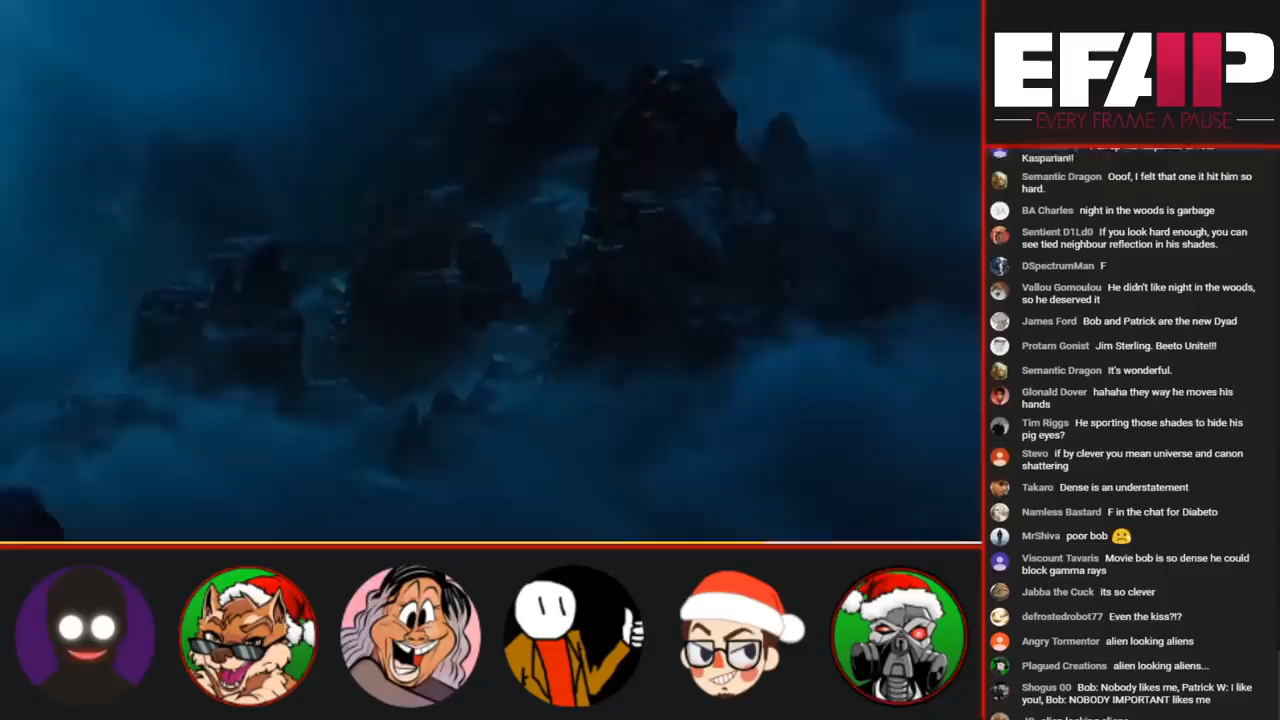 EFAP
EVERY FRAME A PAUSE
Kasparian!!
Semantic Dragon Ooof, I felt that one it hit him so
hard.
BA Charles night in the woods is garbage
Sentient D1Ld0 If you look hard enough, you can
see tied neighbour reflection in his shades.
DSpectrumMan F
Vallou Gomoulou He didn't like night in the woods,
so he deserved it
James Ford Bob and Patrick are the new Dyad
Protarn Gonist Jim Sterling. Beeto Unite!!!
Semantic Dragon It's wonderful.
Glonald Dover hahaha they way he moves his
hands
Tim Riggs He sporting those shades to hide his
pig eyes?
Stevo if by clever you mean universe and canon
shattering
Takaro Dense is an understatement
Namless Bastard F in the chat for Diabeto
MrShiva poor bob
Viscount Tavaris Movie bob is so dense he could
block gamma rays
Jabba the Cuck its so clever
defrostedrobot77 Even the kiss?!?
Angry Tormentor alien looking aliens
Plagued Creations alien looking aliens...
Shogus 00 Bob: Nobody likes me, Patrick W: I like
you!, Bob: NOBODY IMPORTANT likes me